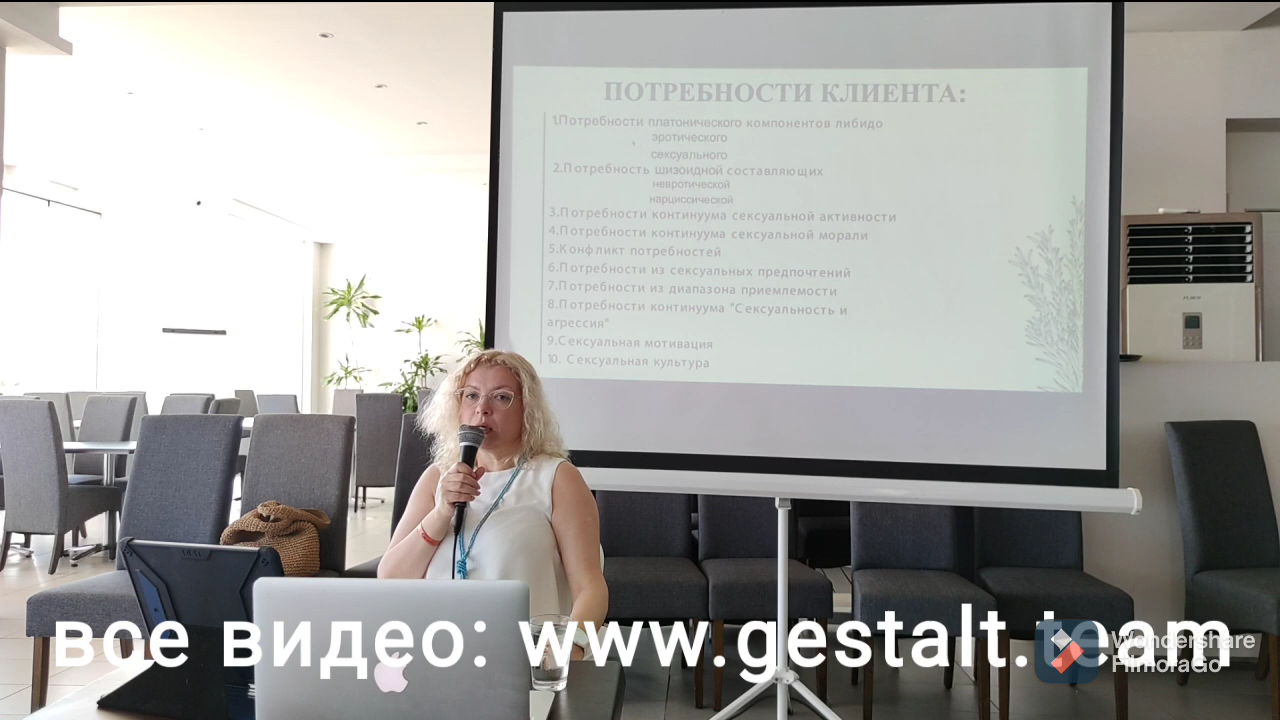 ПОТРЕБНОСТИ КЛИЕНТА:
1.Потребности платонического компонентов либидо
эротического
сексуального
2.Потребность шизоидной составляющих
невротической
нарциссической
3.Потребности континуума сексуальной активности
4.Потребности континуума сексуальной морали
5.Конфликт потребностей
6.Потребности из сексуальных предпочтений
7.Потребности из диапазона приемлемости
8.Потребности континуума "Сексуальность и
агрессия"
9.Сексуальная мотивация
10. Сексуальная культура
все видео: www.gestalt.team
Wondershare
Filmorago